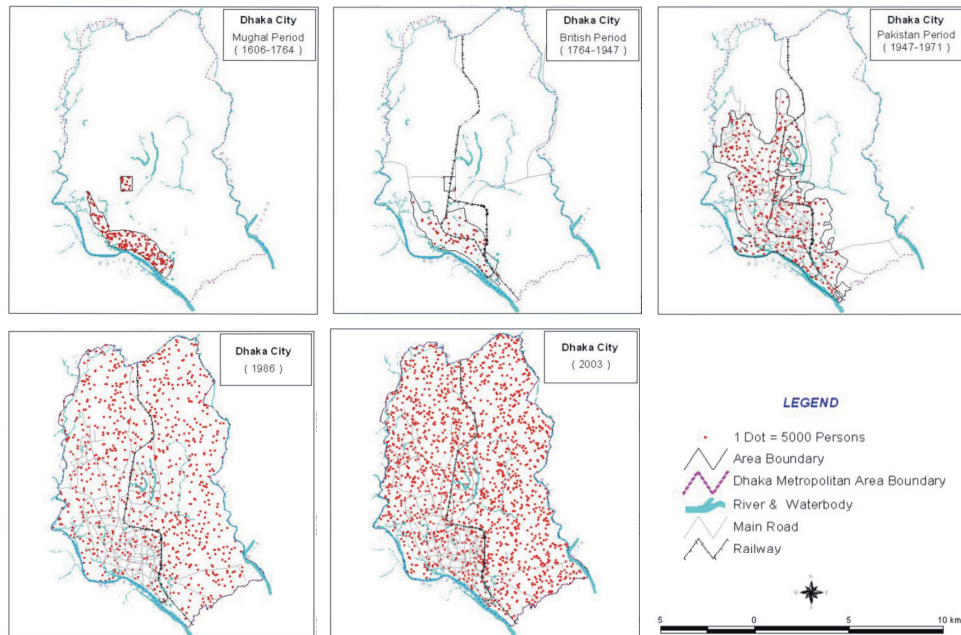 Dhaka City
Mughal Period
( 1606-1764 )
Dhaka City
British Period
( 1764-1947 )
Dhaka City
Pakistan Period
( 1947-1971 )
Dhaka City
( 1986 )
Dhaka City
( 2003 )
LEGEND
1 Dot = 5000 Persons
Area Boundary
Dhaka Metropolitan Area Boundary
River & Waterbody
Main Road
Railway
5 0 5 10 km